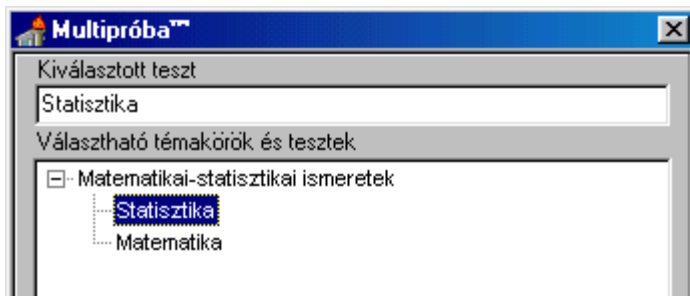 Multipróba™
Kiválasztott teszt
Statisztika
Választható témakörök és tesztek
Matematikai-statisztikai ismeretek
Statisztika
Matematika